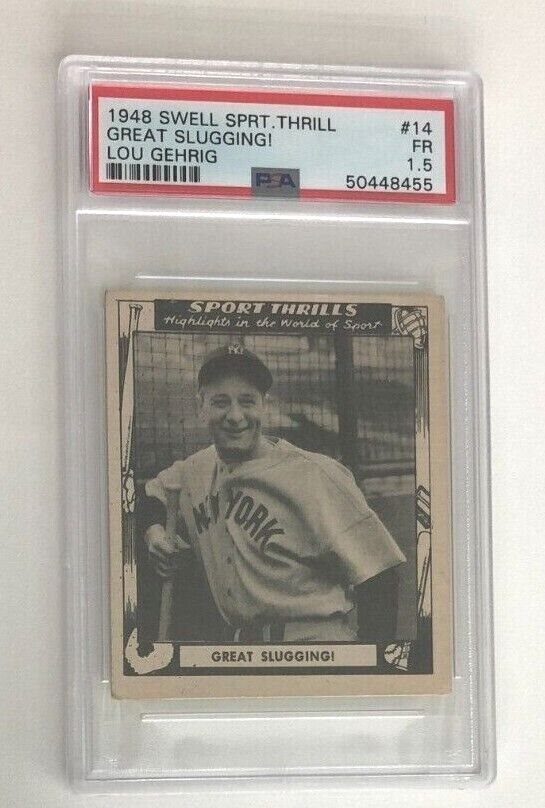 1948 SWELL SPRT.THRILL #14
GREAT SLUGGING! FR
LOU GEHRIG 1.5
PSA 50448455
SPORT THRILLS
Highlights in the World of Sport
NY
NEW YORK
GREAT SLUGGING!